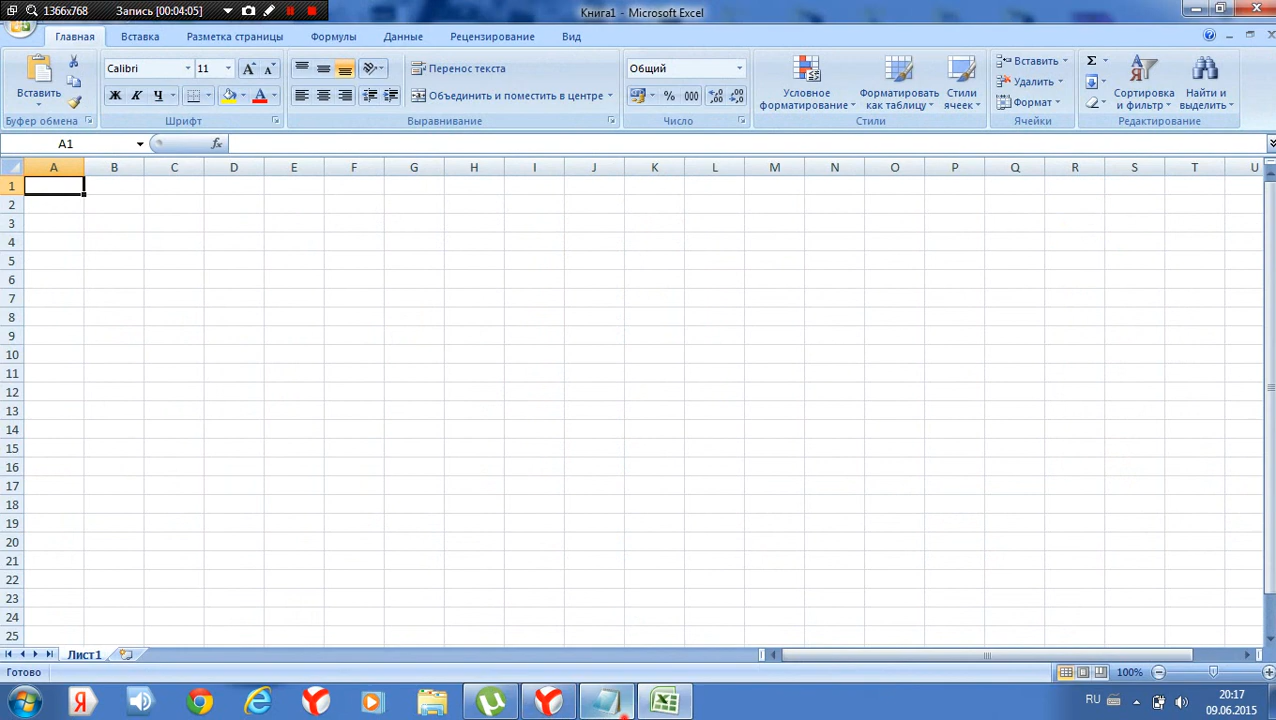 1366x768 Запись [00:04:05]
Книга1 - Microsoft Excel
Главная Вставка Разметка страницы Формулы Данные Рецензирование Вид
Вставить
Буфер обмена
Calibri 11
Ж К Ч
Шрифт
Перенос текста
Объединить и поместить в центре
Выравнивание
Общий
% 000
Число
Условное форматирование
Форматировать как таблицу
Стили ячеек
Стили
Вставить
Удалить
Формат
Ячейки
Σ
Сортировка и фильтр
Найти и выделить
Редактирование
A1 fx
A B C D E F G H I J K L M N O P Q R S T U
1
2
3
4
5
6
7
8
9
10
11
12
13
14
15
16
17
18
19
20
21
22
23
24
25
Лист1
Готово 100%
RU 20:17
09.06.2015